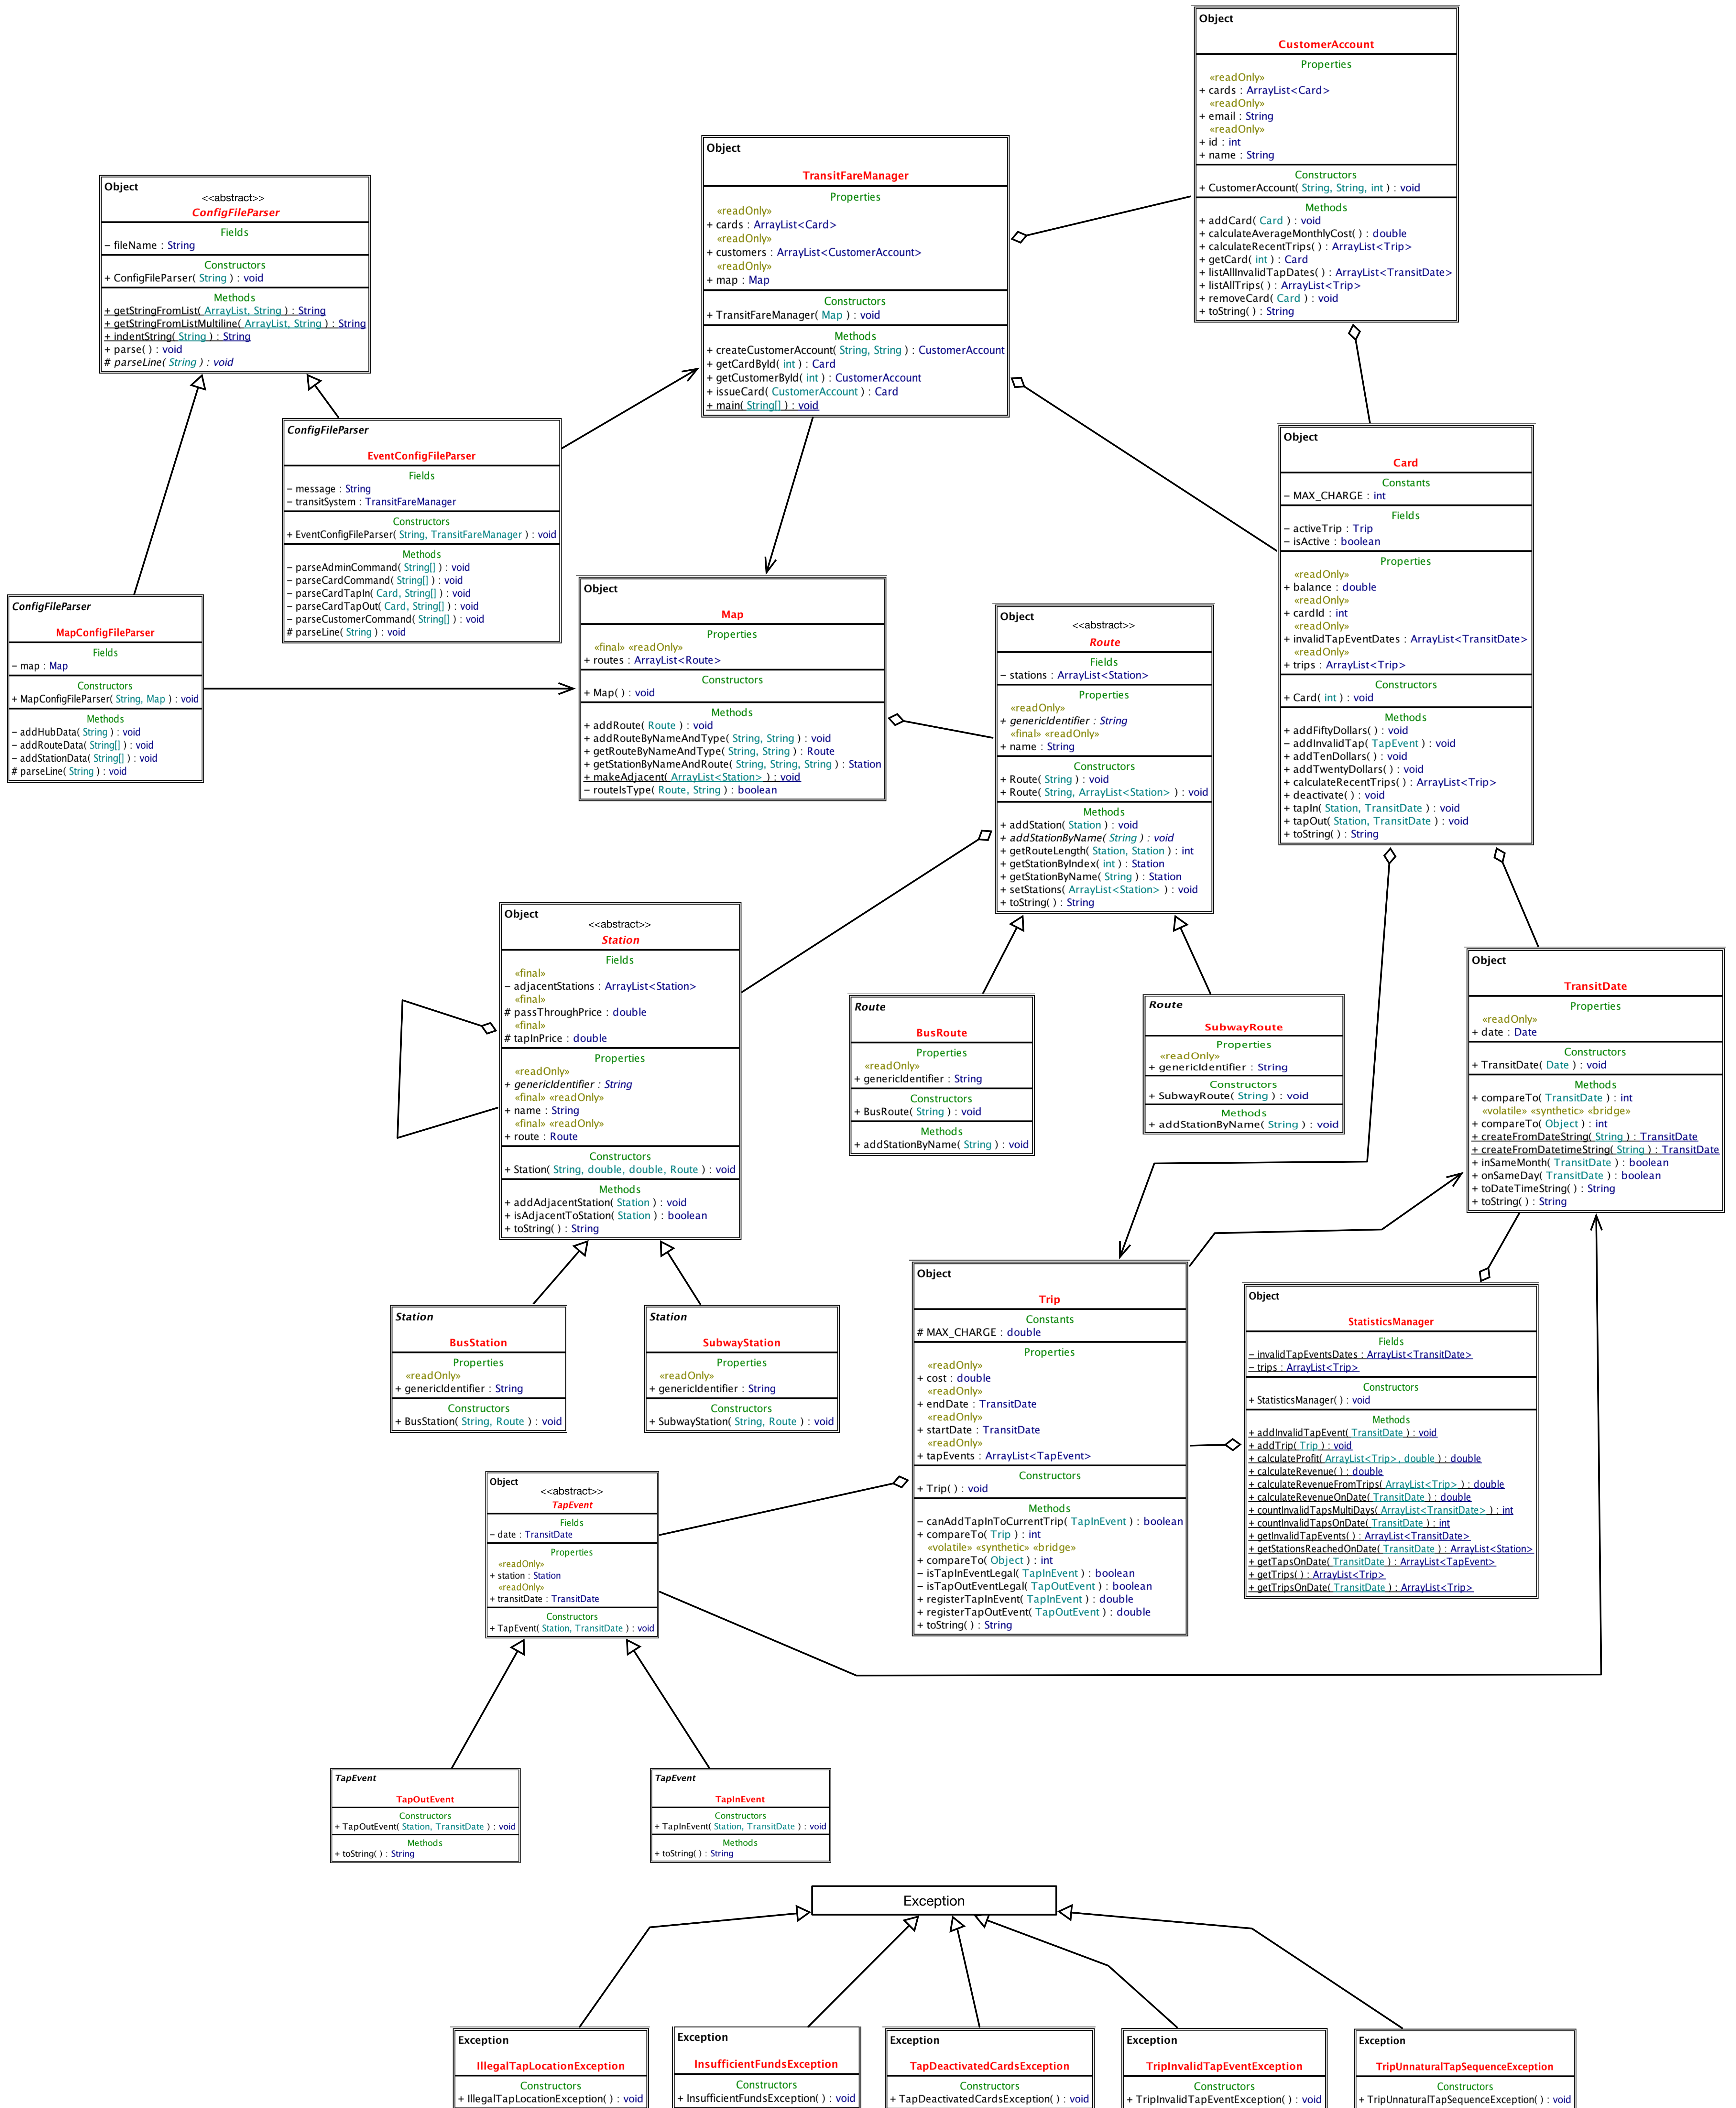 Object
CustomerAccount
Properties
«readOnly»
+ cards : ArrayList<Card>
«readOnly»
+ email : String
«readOnly»
+ id : int
+ name : String
Constructors
+ CustomerAccount( String, String, int ) : void
Methods
+ addCard( Card ) : void
+ calculateAverageMonthlyCost( ) : double
+ calculateRecentTrips( ) : ArrayList<Trip>
+ getCard( int ) : Card
+ listAllInvalidTapDates( ) : ArrayList<TransitDate>
+ listAllTrips( ) : ArrayList<Trip>
+ removeCard( Card ) : void
+ toString( ) : String
Object
TransitFareManager
Properties
«readOnly»
+ cards : ArrayList<Card>
«readOnly»
+ customers : ArrayList<CustomerAccount>
«readOnly»
+ map : Map
Constructors
+ TransitFareManager( Map ) : void
Methods
+ createCustomerAccount( String, String ) : CustomerAccount
+ getCardById( int ) : Card
+ getCustomerById( int ) : CustomerAccount
+ issueCard( CustomerAccount ) : Card
+ main( String[] ) : void
Object
<<abstract>>
ConfigFileParser
Fields
− fileName : String
Constructors
+ ConfigFileParser( String ) : void
Methods
+ getStringFromList( ArrayList, String ) : String
+ getStringFromListMultiline( ArrayList, String ) : String
+ indentString( String ) : String
+ parse( ) : void
# parseLine( String ) : void
ConfigFileParser
EventConfigFileParser
Fields
− message : String
− transitSystem : TransitFareManager
Constructors
+ EventConfigFileParser( String, TransitFareManager ) : void
Methods
− parseAdminCommand( String[] ) : void
− parseCardCommand( String[] ) : void
− parseCardTapIn( Card, String[] ) : void
− parseCardTapOut( Card, String[] ) : void
− parseCustomerCommand( String[] ) : void
# parseLine( String ) : void
ConfigFileParser
MapConfigFileParser
Fields
− map : Map
Constructors
+ MapConfigFileParser( String, Map ) : void
Methods
− addHubData( String ) : void
− addRouteData( String[] ) : void
− addStationData( String[] ) : void
# parseLine( String ) : void
Object
Map
Properties
«final» «readOnly»
+ routes : ArrayList<Route>
Constructors
+ Map( ) : void
Methods
+ addRoute( Route ) : void
+ addRouteByNameAndType( String, String ) : void
+ getRouteByNameAndType( String, String ) : Route
+ getStationByNameAndRoute( String, String, String ) : Station
+ makeAdjacent( ArrayList<Station> ) : void
− routeIsType( Route, String ) : boolean
Object
<<abstract>>
Route
Fields
− stations : ArrayList<Station>
Properties
«readOnly»
+ genericIdentifier : String
«final» «readOnly»
+ name : String
Constructors
+ Route( String ) : void
+ Route( String, ArrayList<Station> ) : void
Methods
+ addStation( Station ) : void
+ addStationByName( String ) : void
+ getRouteLength( Station, Station ) : int
+ getStationByIndex( int ) : Station
+ getStationByName( String ) : Station
+ setStations( ArrayList<Station> ) : void
+ toString( ) : String
Object
Card
Constants
− MAX_CHARGE : int
Fields
− activeTrip : Trip
− isActive : boolean
Properties
«readOnly»
+ balance : double
«readOnly»
+ cardId : int
«readOnly»
+ invalidTapEventDates : ArrayList<TransitDate>
«readOnly»
+ trips : ArrayList<Trip>
Constructors
+ Card( int ) : void
Methods
+ addFiftyDollars( ) : void
− addInvalidTap( TapEvent ) : void
+ addTenDollars( ) : void
+ addTwentyDollars( ) : void
+ calculateRecentTrips( ) : ArrayList<Trip>
+ deactivate( ) : void
+ tapIn( Station, TransitDate ) : void
+ tapOut( Station, TransitDate ) : void
+ toString( ) : String
Object
<<abstract>>
Station
Fields
«final»
− adjacentStations : ArrayList<Station>
«final»
# passThroughPrice : double
«final»
# tapInPrice : double
Properties
«readOnly»
+ genericIdentifier : String
«final» «readOnly»
+ name : String
«final» «readOnly»
+ route : Route
Constructors
+ Station( String, double, double, Route ) : void
Methods
+ addAdjacentStation( Station ) : void
+ isAdjacentToStation( Station ) : boolean
+ toString( ) : String
Route
BusRoute
Properties
«readOnly»
+ genericIdentifier : String
Constructors
+ BusRoute( String ) : void
Methods
+ addStationByName( String ) : void
Route
SubwayRoute
Properties
«readOnly»
+ genericIdentifier : String
Constructors
+ SubwayRoute( String ) : void
Methods
+ addStationByName( String ) : void
Object
TransitDate
Properties
«readOnly»
+ date : Date
Constructors
+ TransitDate( Date ) : void
Methods
+ compareTo( TransitDate ) : int
«volatile» «synthetic» «bridge»
+ compareTo( Object ) : int
+ createFromDateString( String ) : TransitDate
+ createFromDatetimeString( String ) : TransitDate
+ inSameMonth( TransitDate ) : boolean
+ onSameDay( TransitDate ) : boolean
+ toDateTimeString( ) : String
+ toString( ) : String
Station
BusStation
Properties
«readOnly»
+ genericIdentifier : String
Constructors
+ BusStation( String, Route ) : void
Station
SubwayStation
Properties
«readOnly»
+ genericIdentifier : String
Constructors
+ SubwayStation( String, Route ) : void
Object
Trip
Constants
# MAX_CHARGE : double
Properties
«readOnly»
+ cost : double
«readOnly»
+ endDate : TransitDate
«readOnly»
+ startDate : TransitDate
«readOnly»
+ tapEvents : ArrayList<TapEvent>
Constructors
+ Trip( ) : void
Methods
− canAddTapInToCurrentTrip( TapInEvent ) : boolean
+ compareTo( Trip ) : int
«volatile» «synthetic» «bridge»
+ compareTo( Object ) : int
− isTapInEventLegal( TapInEvent ) : boolean
− isTapOutEventLegal( TapOutEvent ) : boolean
+ registerTapInEvent( TapInEvent ) : double
+ registerTapOutEvent( TapOutEvent ) : double
+ toString( ) : String
Object
StatisticsManager
Fields
− invalidTapEventsDates : ArrayList<TransitDate>
− trips : ArrayList<Trip>
Constructors
+ StatisticsManager( ) : void
Methods
+ addInvalidTapEvent( TransitDate ) : void
+ addTrip( Trip ) : void
+ calculateProfit( ArrayList<Trip>, double ) : double
+ calculateRevenue( ) : double
+ calculateRevenueFromTrips( ArrayList<Trip> ) : double
+ calculateRevenueOnDate( TransitDate ) : double
+ countInvalidTapsMultiDays( ArrayList<TransitDate> ) : int
+ countInvalidTapsOnDate( TransitDate ) : int
+ getInvalidTapEvents( ) : ArrayList<TransitDate>
+ getStationsReachedOnDate( TransitDate ) : ArrayList<Station>
+ getTapsOnDate( TransitDate ) : ArrayList<TapEvent>
+ getTrips( ) : ArrayList<Trip>
+ getTripsOnDate( TransitDate ) : ArrayList<Trip>
Object
<<abstract>>
TapEvent
Fields
− date : TransitDate
Properties
«readOnly»
+ station : Station
«readOnly»
+ transitDate : TransitDate
Constructors
+ TapEvent( Station, TransitDate ) : void
TapEvent
TapOutEvent
Constructors
+ TapOutEvent( Station, TransitDate ) : void
Methods
+ toString( ) : String
TapEvent
TapInEvent
Constructors
+ TapInEvent( Station, TransitDate ) : void
Methods
+ toString( ) : String
Exception
Exception
IllegalTapLocationException
Constructors
+ IllegalTapLocationException( ) : void
Exception
InsufficientFundsException
Constructors
+ InsufficientFundsException( ) : void
Exception
TapDeactivatedCardsException
Constructors
+ TapDeactivatedCardsException( ) : void
Exception
TripInvalidTapEventException
Constructors
+ TripInvalidTapEventException( ) : void
Exception
TripUnnaturalTapSequenceException
Constructors
+ TripUnnaturalTapSequenceException( ) : void